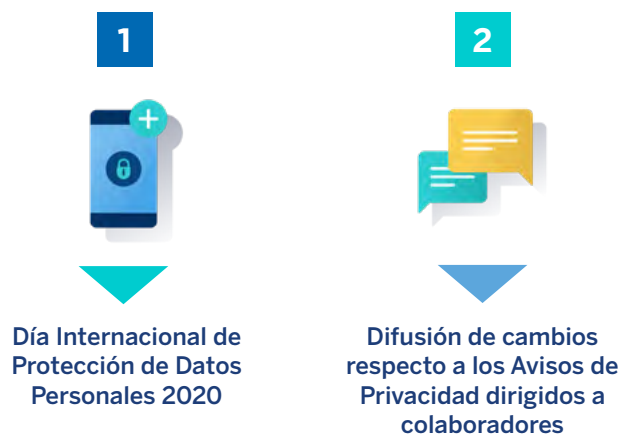 1
Día Internacional de
Protección de Datos
Personales 2020
2
Difusión de cambios
respecto a los Avisos de
Privacidad dirigidos a
colaboradores